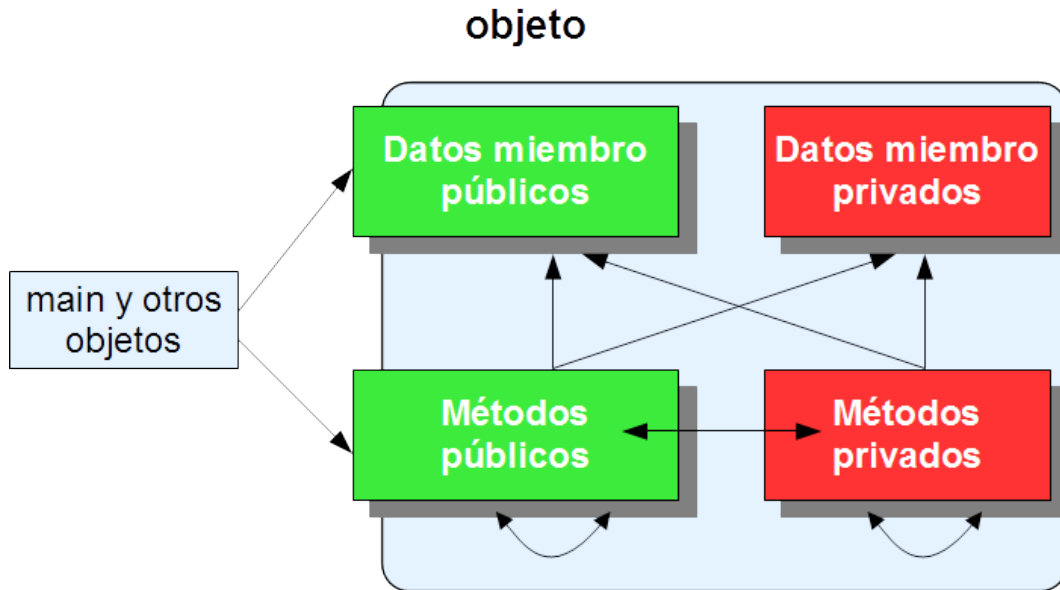 objeto
Datos miembro
públicos
Datos miembro
privados
main y otros
objetos
Métodos
públicos
Métodos
privados